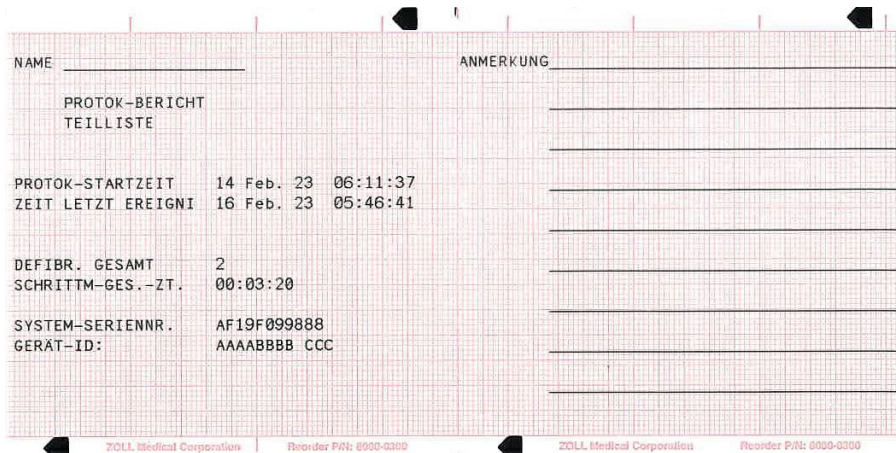 NAME
ANMERKUNG
PROTOK-BERICHT
TEILLISTE
PROTOK-STARTZEIT 14 Feb. 23 06:11:37
ZEIT LETZT EREIGNI 16 Feb. 23 05:46:41
DEFIBR. GESAMT 2
SCHRITTM-GES.-ZT. 00:03:20
SYSTEM-SERIENNR. AF19F099888
GERÄT-ID: AAAABBBB CCC
ZOLL Medical Corporation Reorder P/N: 8000-0300 ZOLL Medical Corporation Reorder P/N: 8000-0300